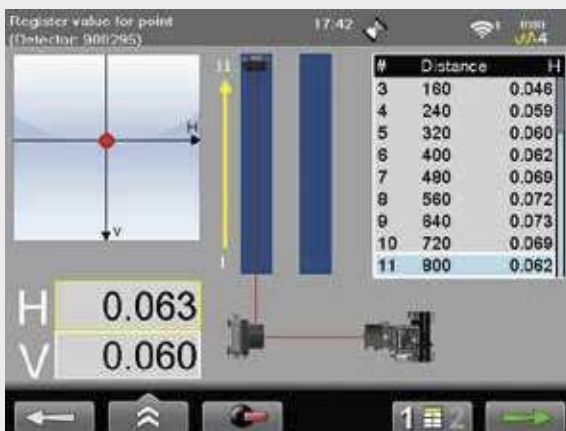 Register value for point
(Detector: 900295)
17:42
mm
4
H
V
11
1
# Distance H
3 160 0.046
4 240 0.059
5 320 0.060
6 400 0.062
7 480 0.069
8 560 0.072
9 640 0.073
10 720 0.069
11 800 0.062
H 0.063
V 0.060
1 2